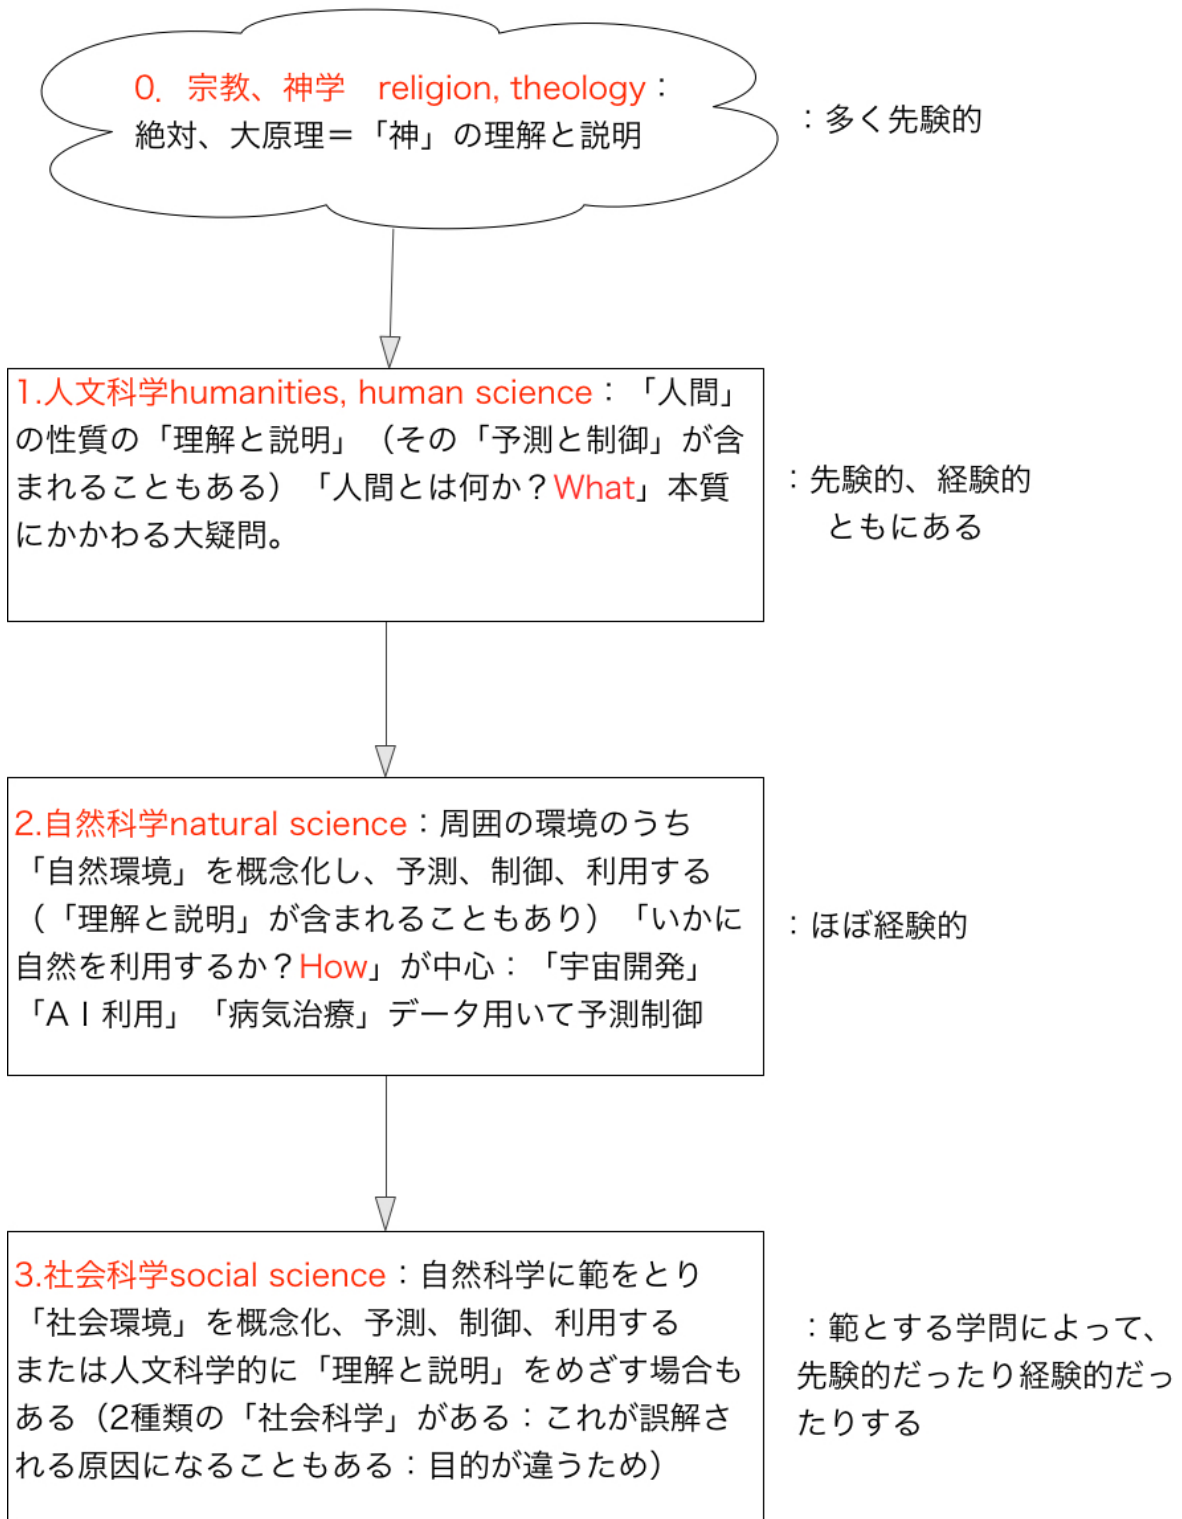 0．宗教、神学　religion, theology：
絶対、大原理＝「神」の理解と説明
：多く先験的
1.人文科学humanities, human science：「人間」
の性質の「理解と説明」（その「予測と制御」が含
まれることもある）「人間とは何か？What」本質
にかかわる大疑問。
：先験的、経験的
ともにある
2.自然科学natural science：周囲の環境のうち
「自然環境」を概念化し、予測、制御、利用する
（「理解と説明」が含まれることもあり）「いかに
自然を利用するか？How」が中心：「宇宙開発」
「AＩ利用」「病気治療」データ用いて予測制御
：ほぼ経験的
3.社会科学social science：自然科学に範をとり
「社会環境」を概念化、予測、制御、利用する
または人文科学的に「理解と説明」をめざす場合も
ある（2種類の「社会科学」がある：これが誤解さ
れる原因になることもある：目的が違うため）
：範とする学問によって、
先験的だったり経験的だっ
たりする